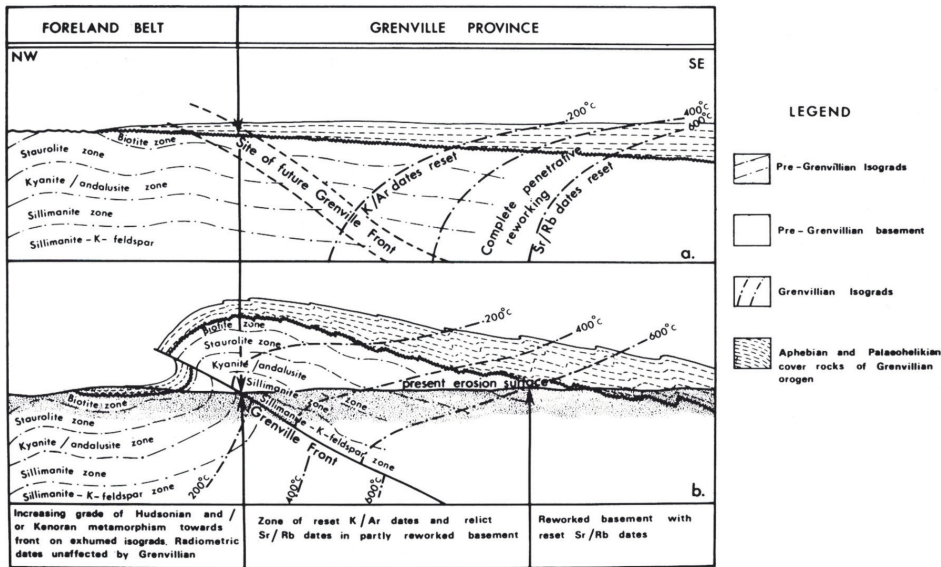 FORELAND BELT
GRENVILLE PROVINCE
NW
SE
200°c
400°c
600°c
Biotite zone
Staurolite zone
Kyanite/andalusite zone
Sillimanite zone
Sillimanite-K-feldspar
Site of future Grenville Front
K/Ar dates reset
Complete penetrative
reworking
Sr/Rb dates reset
a.
Biotite zone
Staurolite zone
Kyanite/andalusite
Sillimanite zone
Sillimanite-K-feldspar zone
zone
zone
200°c
400°c
600°c
present erosion surface
Biotite zone
Staurolite zone
Kyanite/andalusite zone
Sillimanite zone
Sillimanite-K-feldspar zone
Grenville Front
200°c
400°c
600°c
b.
Increasing grade of Hudsonian and/
or Kenoran metamorphism towards
front on exhumed isograds. Radiometric
dates unaffected by Grenvillian
Zone of reset K/Ar dates and relict
Sr/Rb dates in partly reworked basement
Reworked basement with
reset Sr/Rb dates
LEGEND
Pre-Grenvillian Isograds
Pre-Grenvillian basement
Grenvillian Isograds
Aphebian and Palaeohelikian
cover rocks of Grenvillian
orogen